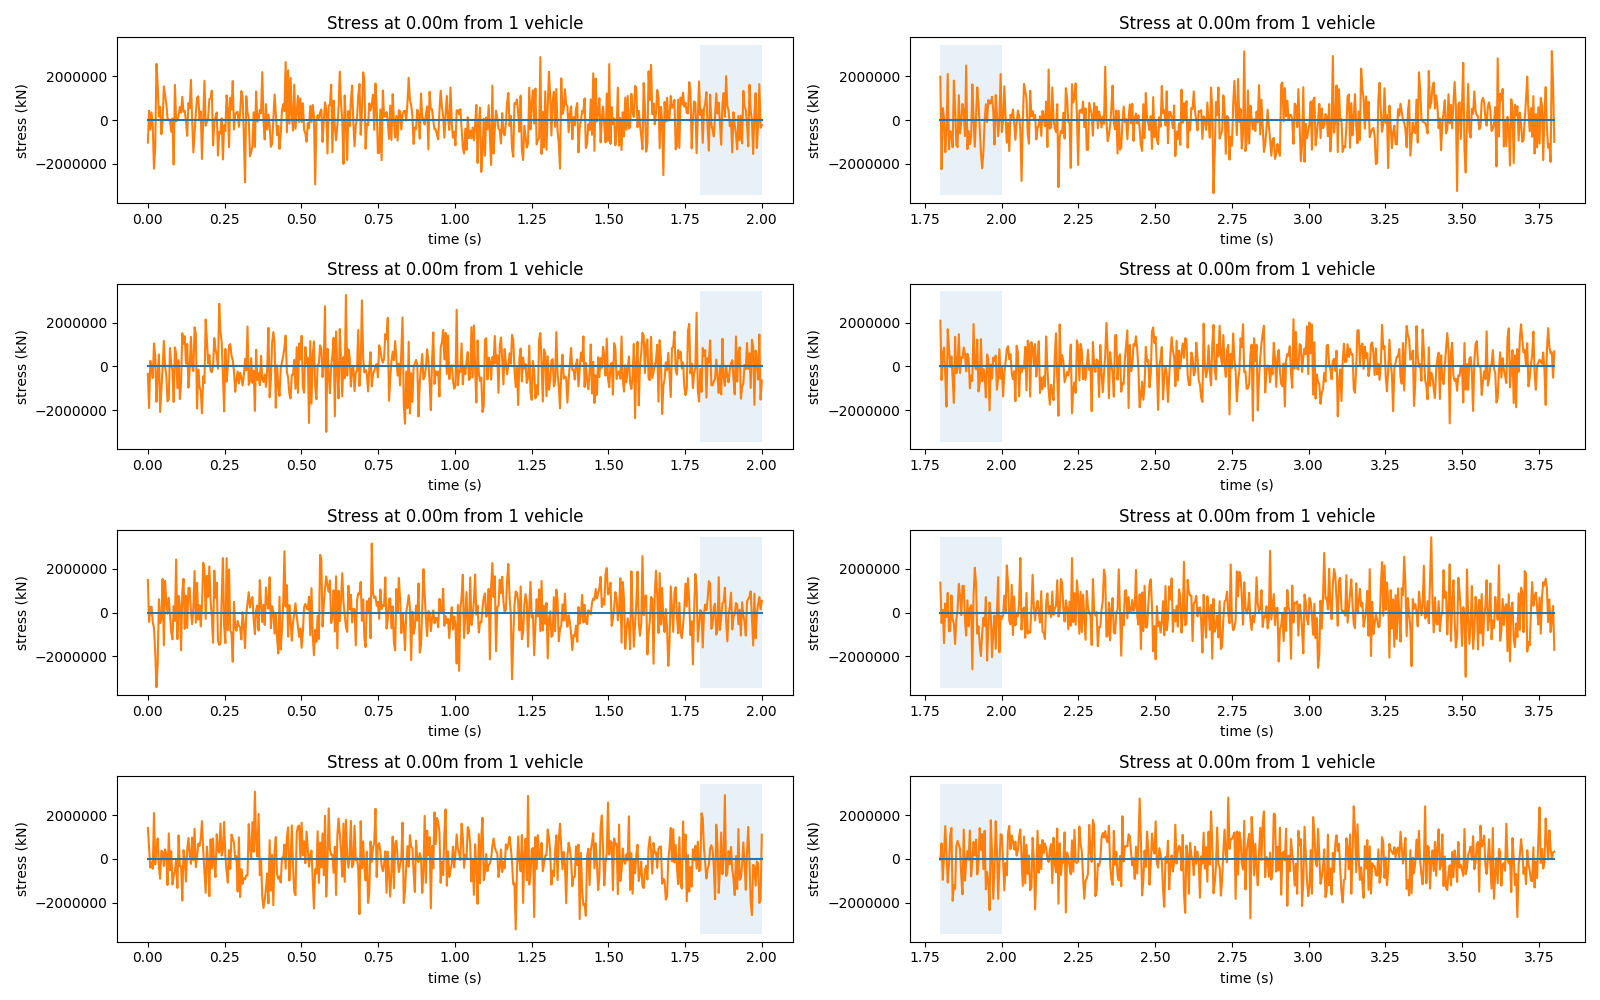 Stress at 0.00m from 1 vehicle
stress (kN)
2000000
0
−2000000
0.00 0.25 0.50 0.75 1.00 1.25 1.50 1.75 2.00
time (s)
Stress at 0.00m from 1 vehicle
stress (kN)
2000000
0
−2000000
1.75 2.00 2.25 2.50 2.75 3.00 3.25 3.50 3.75
time (s)
Stress at 0.00m from 1 vehicle
stress (kN)
2000000
0
−2000000
0.00 0.25 0.50 0.75 1.00 1.25 1.50 1.75 2.00
time (s)
Stress at 0.00m from 1 vehicle
stress (kN)
2000000
0
−2000000
1.75 2.00 2.25 2.50 2.75 3.00 3.25 3.50 3.75
time (s)
Stress at 0.00m from 1 vehicle
stress (kN)
2000000
0
−2000000
0.00 0.25 0.50 0.75 1.00 1.25 1.50 1.75 2.00
time (s)
Stress at 0.00m from 1 vehicle
stress (kN)
2000000
0
−2000000
1.75 2.00 2.25 2.50 2.75 3.00 3.25 3.50 3.75
time (s)
Stress at 0.00m from 1 vehicle
stress (kN)
2000000
0
−2000000
0.00 0.25 0.50 0.75 1.00 1.25 1.50 1.75 2.00
time (s)
Stress at 0.00m from 1 vehicle
stress (kN)
2000000
0
−2000000
1.75 2.00 2.25 2.50 2.75 3.00 3.25 3.50 3.75
time (s)